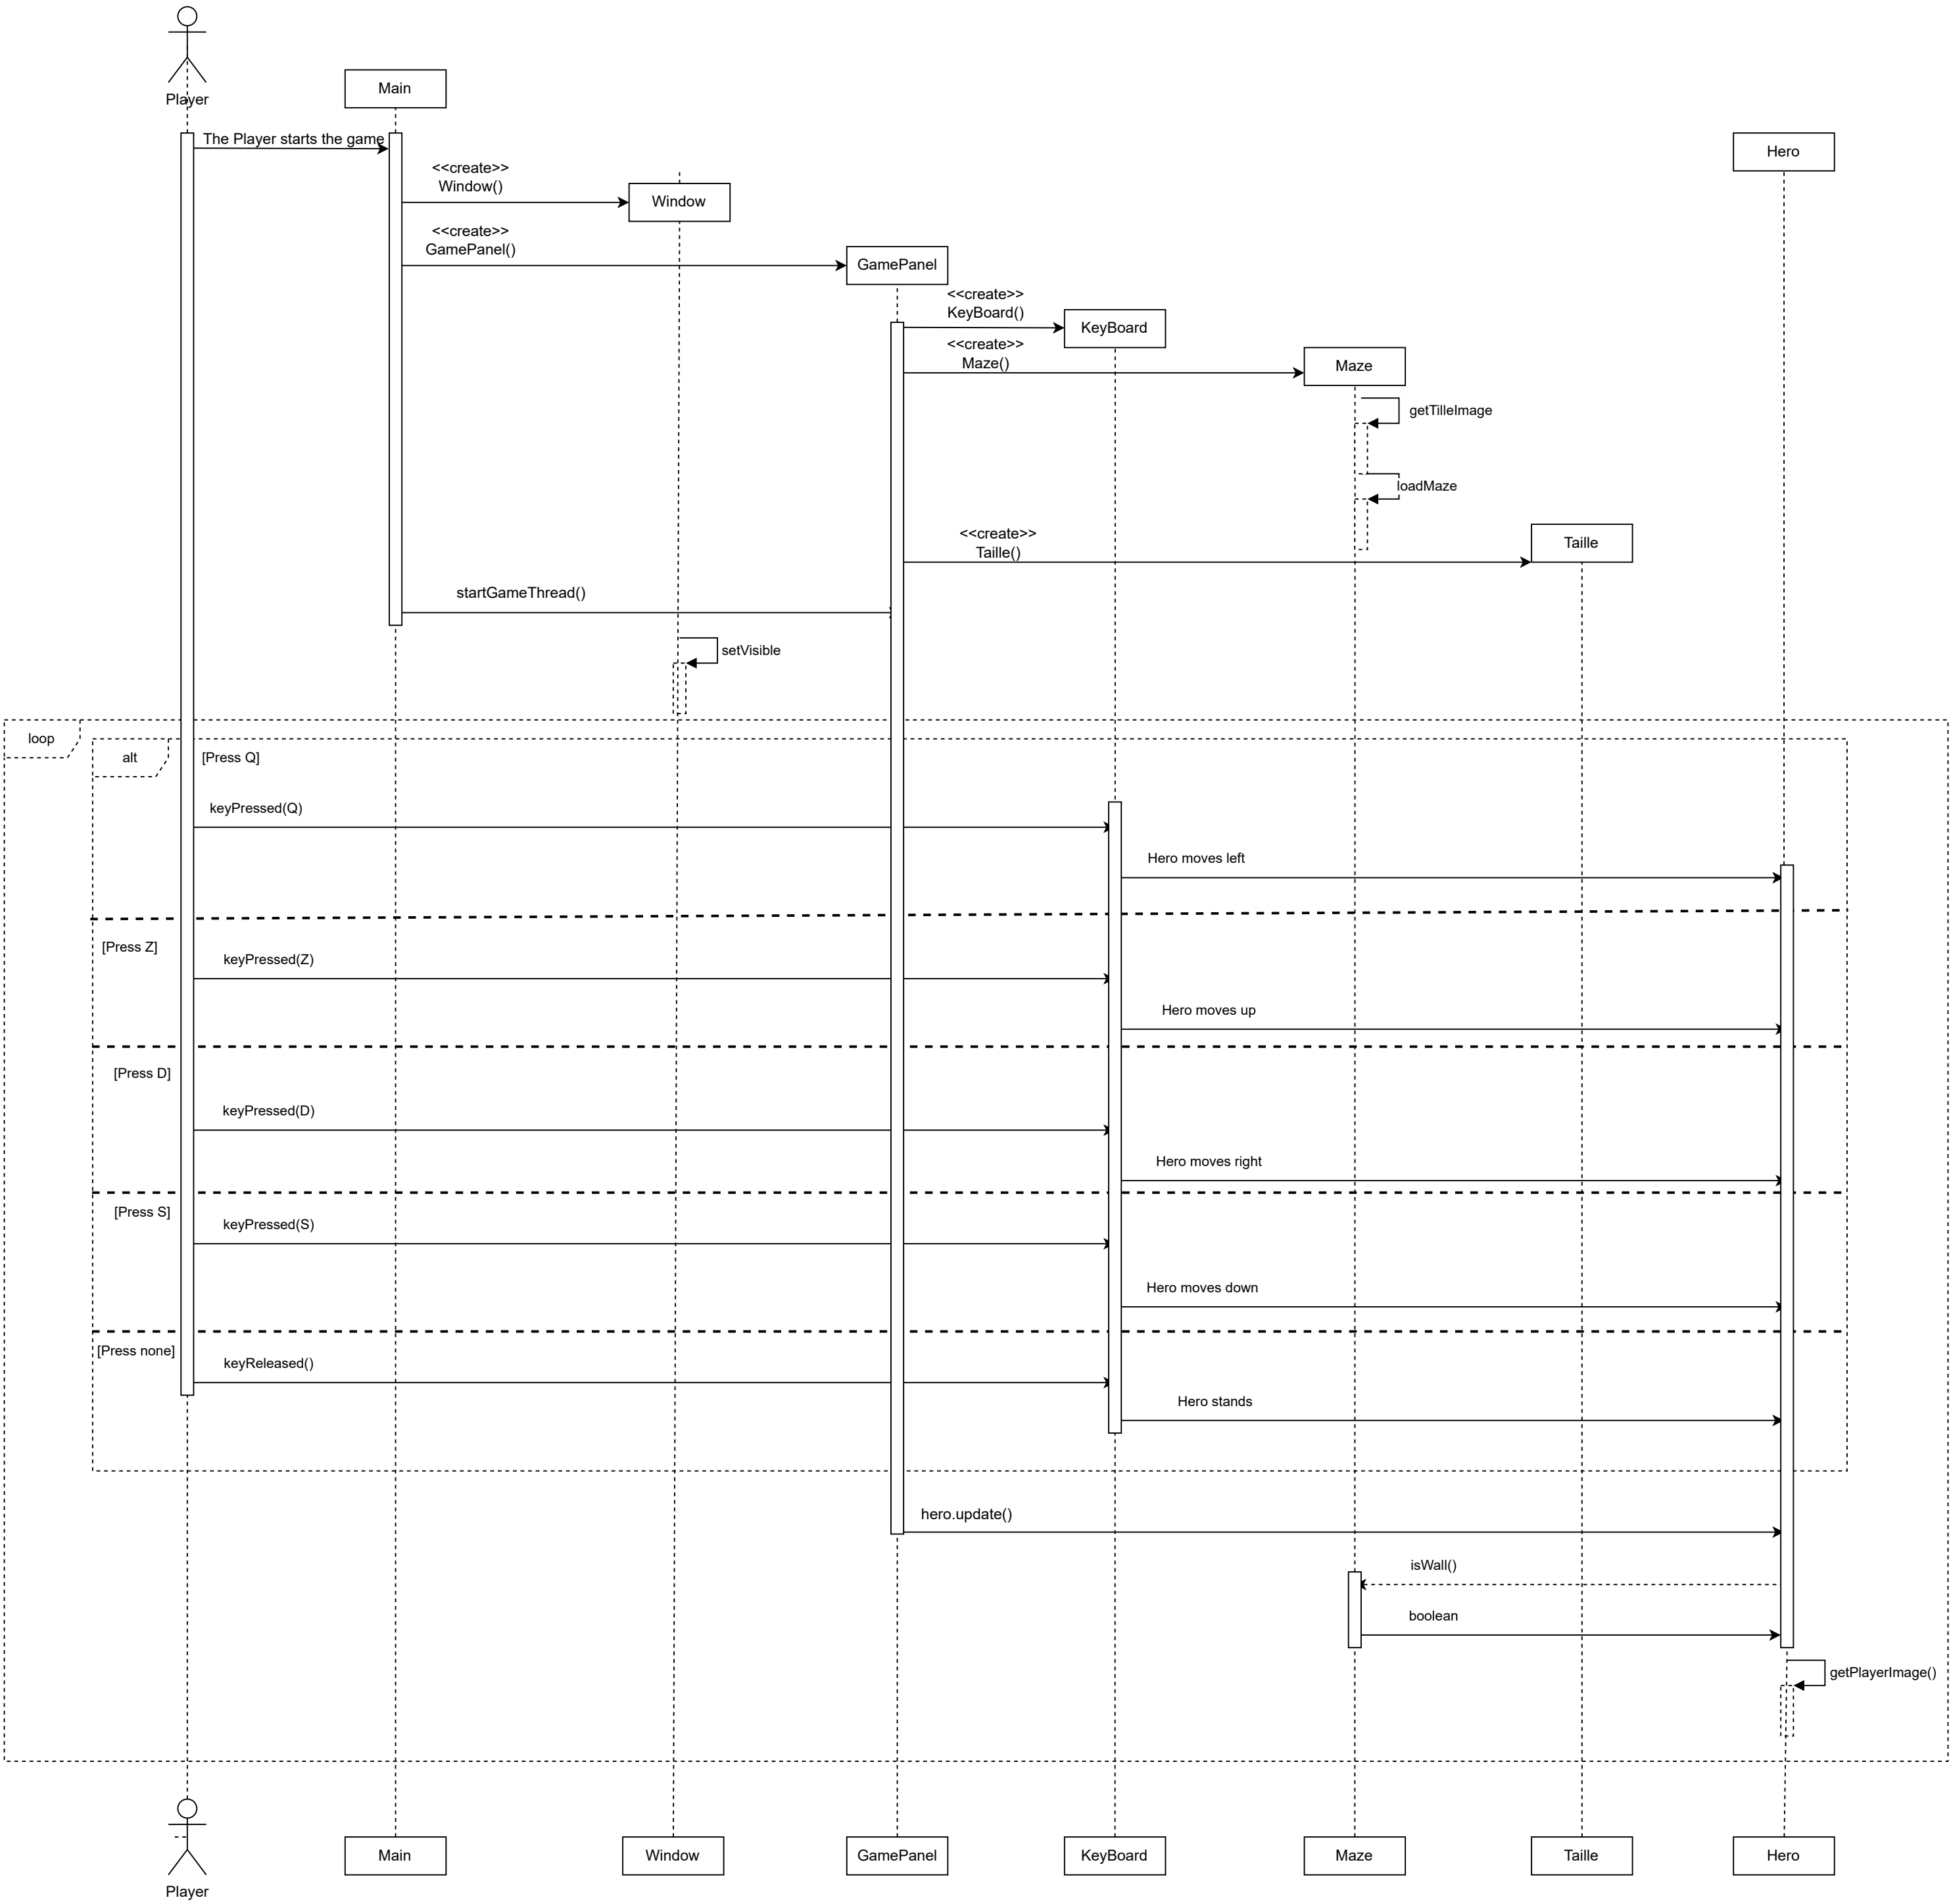 Player
Main
The Player starts the game
Hero
<<create>>
Window()
Window
<<create>>
GamePanel()
GamePanel
<<create>>
KeyBoard()
KeyBoard
<<create>>
Maze()
Maze
getTilleImage
loadMaze
<<create>>
Taille()
Taille
startGameThread()
setVisible
loop
alt
[Press Q]
keyPressed(Q)
Hero moves left
[Press Z]
keyPressed(Z)
Hero moves up
[Press D]
keyPressed(D)
Hero moves right
[Press S]
keyPressed(S)
Hero moves down
[Press none]
keyReleased()
Hero stands
hero.update()
isWall()
boolean
getPlayerImage()
Main
Window
GamePanel
KeyBoard
Maze
Taille
Hero
Player